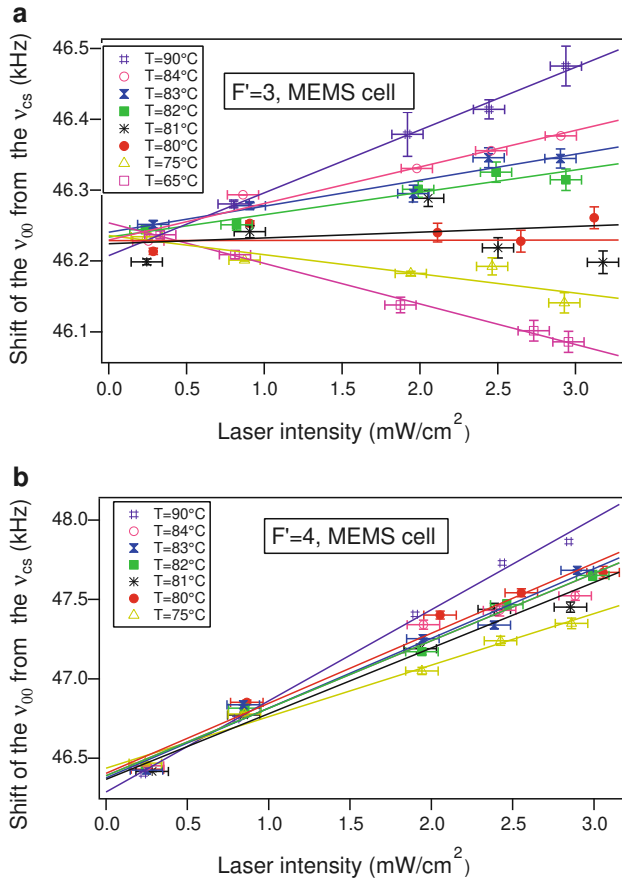 a
46.5
46.4
46.3
46.2
46.1
Shift of the ν00 from the νcs (kHz)
T=90°C
T=84°C
T=83°C
T=82°C
T=81°C
T=80°C
T=75°C
T=65°C
F'=3, MEMS cell
0.0 0.5 1.0 1.5 2.0 2.5 3.0
Laser intensity (mW/cm²)
b
48.0
47.5
47.0
46.5
Shift of the ν00 from the νcs (kHz)
T=90°C
T=84°C
T=83°C
T=82°C
T=81°C
T=80°C
T=75°C
F'=4, MEMS cell
0.0 0.5 1.0 1.5 2.0 2.5 3.0
Laser intensity (mW/cm²)